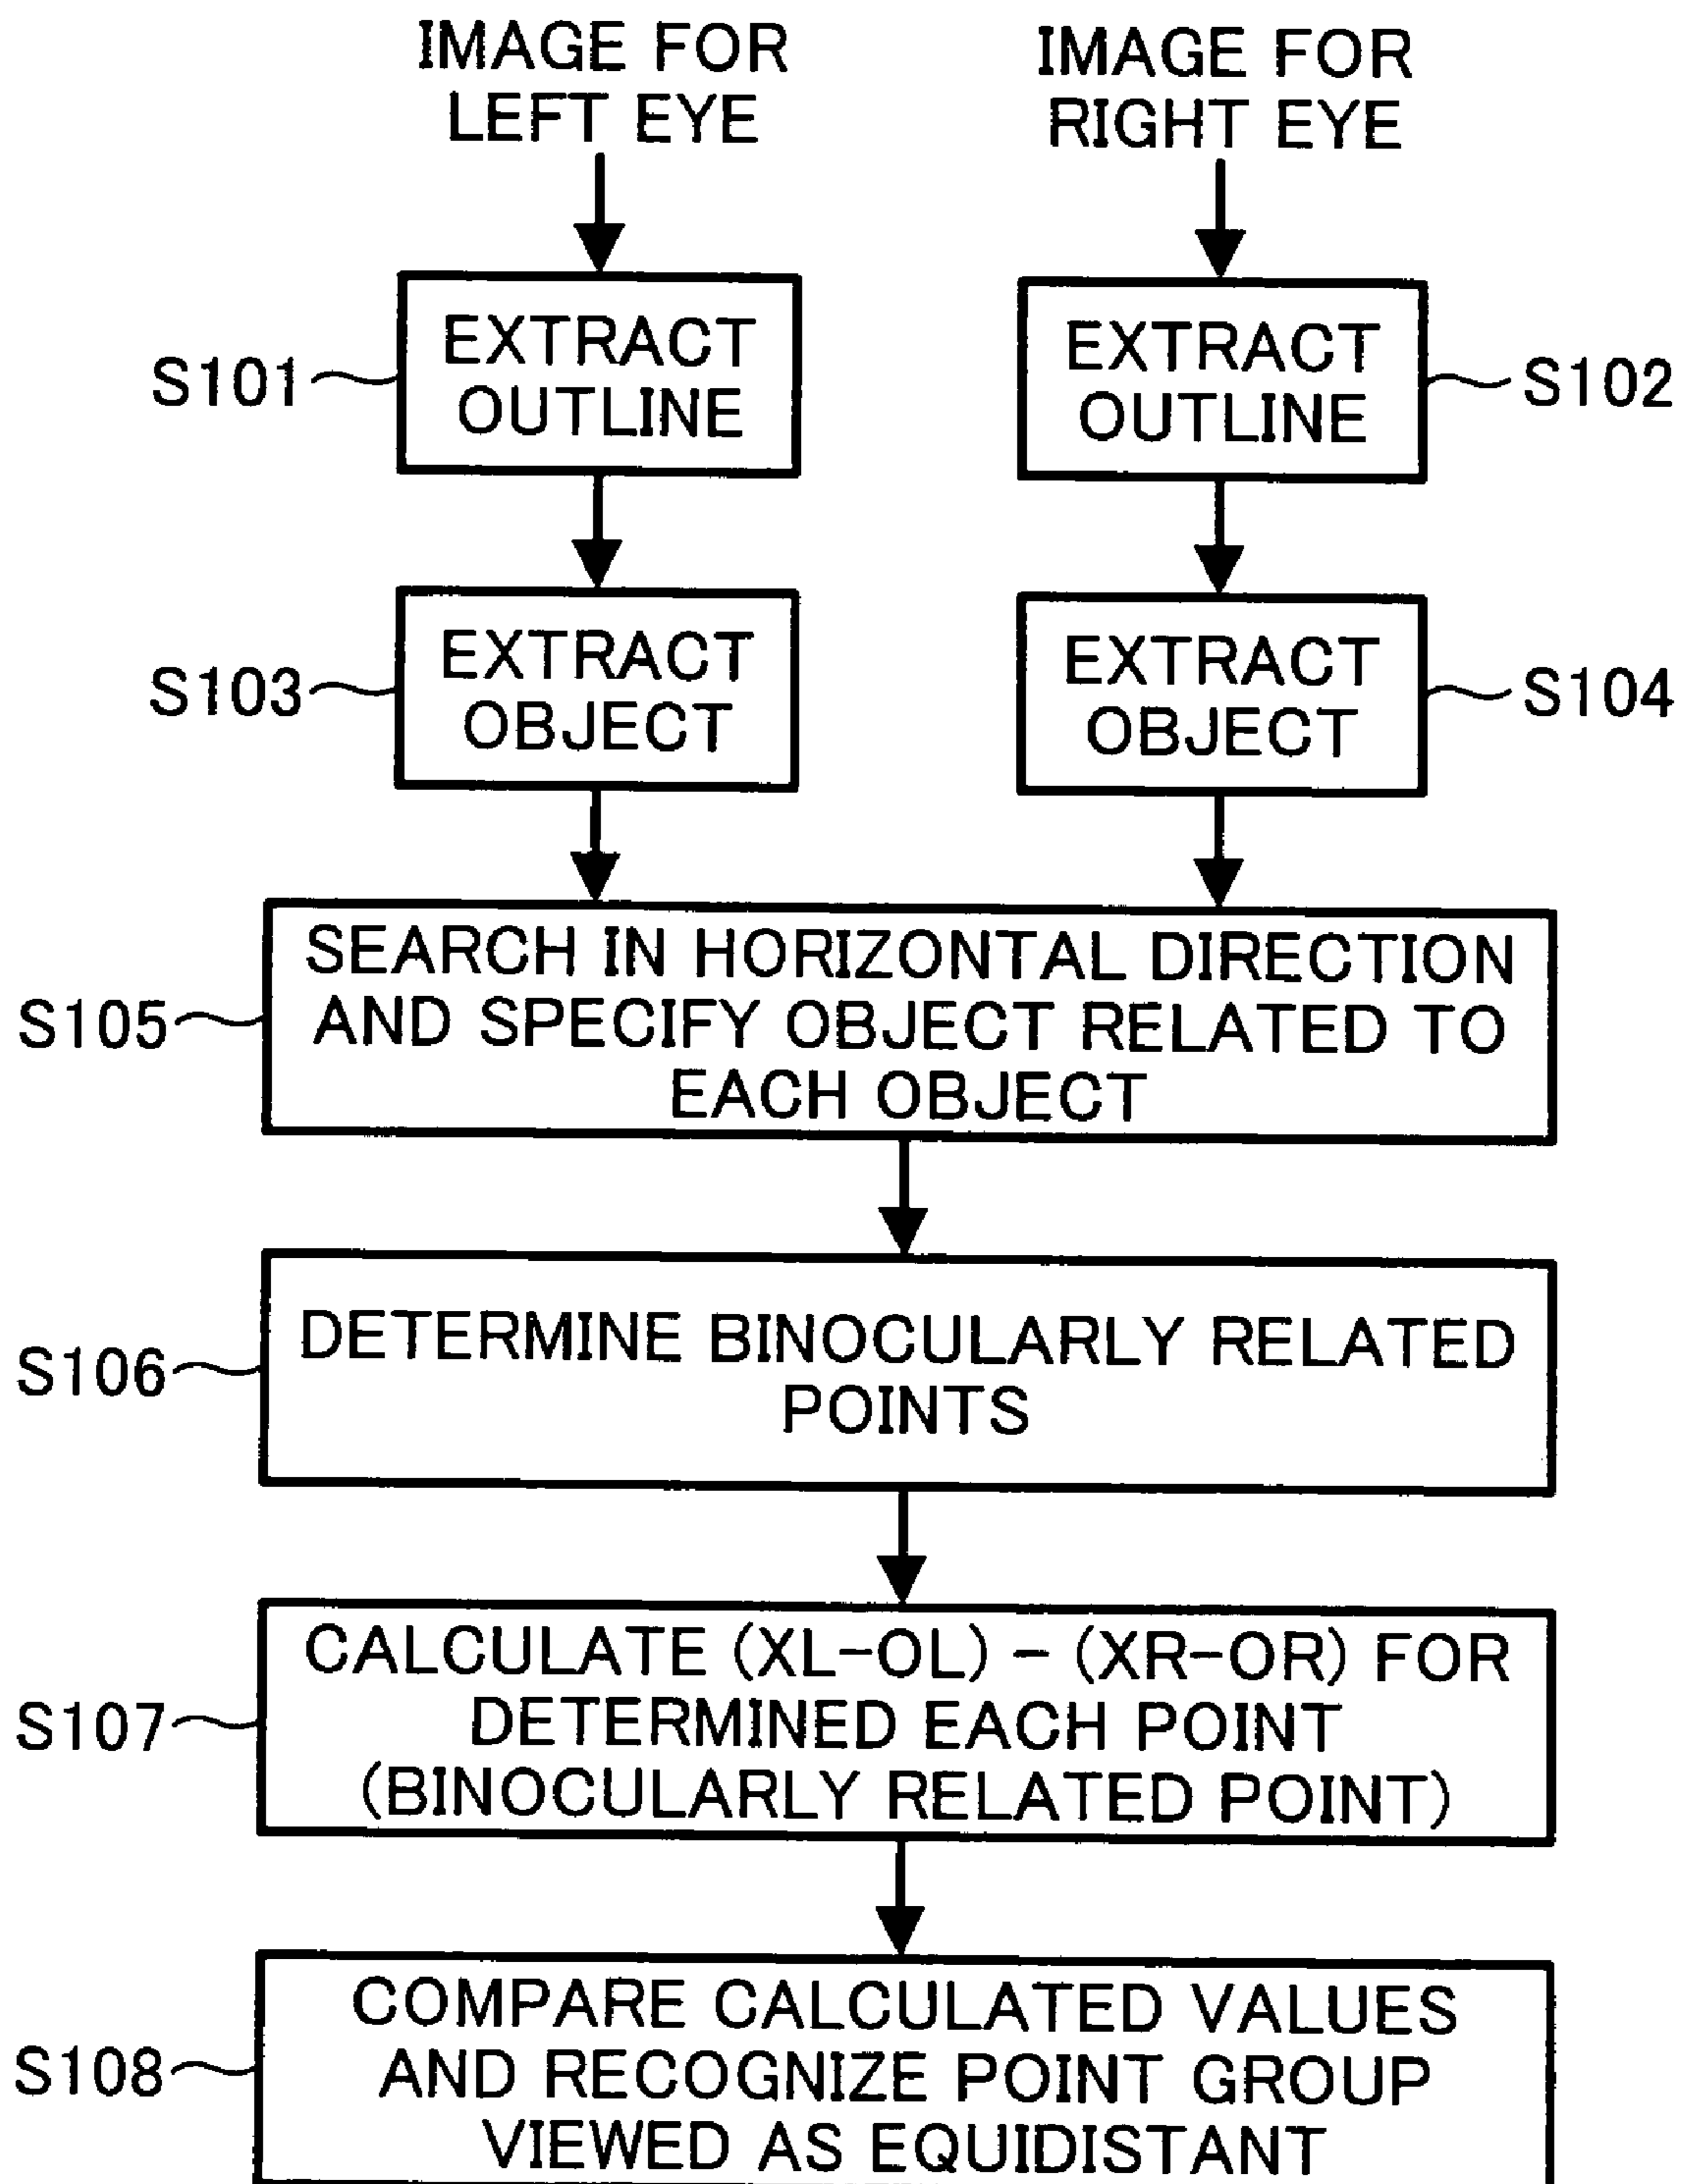 IMAGE FOR
LEFT EYE
IMAGE FOR
RIGHT EYE
S101
EXTRACT
OUTLINE
EXTRACT
OUTLINE
S102
S103
EXTRACT
OBJECT
EXTRACT
OBJECT
S104
S105
SEARCH IN HORIZONTAL DIRECTION
AND SPECIFY OBJECT RELATED TO
EACH OBJECT
S106
DETERMINE BINOCULARLY RELATED
POINTS
S107
CALCULATE (XL-OL) - (XR-OR) FOR
DETERMINED EACH POINT
(BINOCULARLY RELATED POINT)
S108
COMPARE CALCULATED VALUES
AND RECOGNIZE POINT GROUP
VIEWED AS EQUIDISTANT